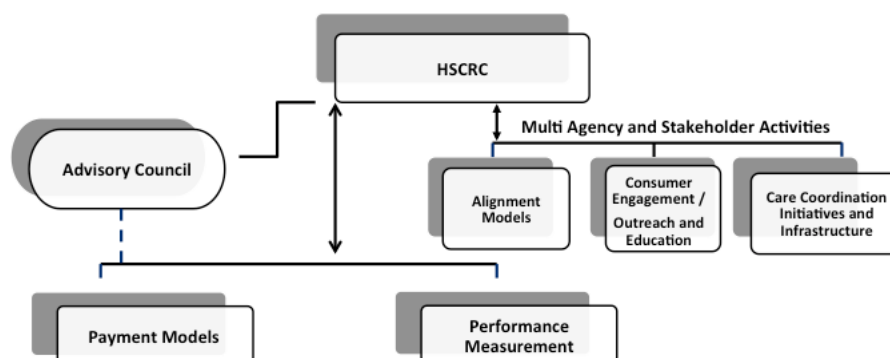 HSCRC
Multi Agency and Stakeholder Activities
Advisory Council
Alignment
Models
Consumer
Engagement /
Outreach and
Education
Care Coordination
Initiatives and
Infrastructure
Payment Models
Performance
Measurement